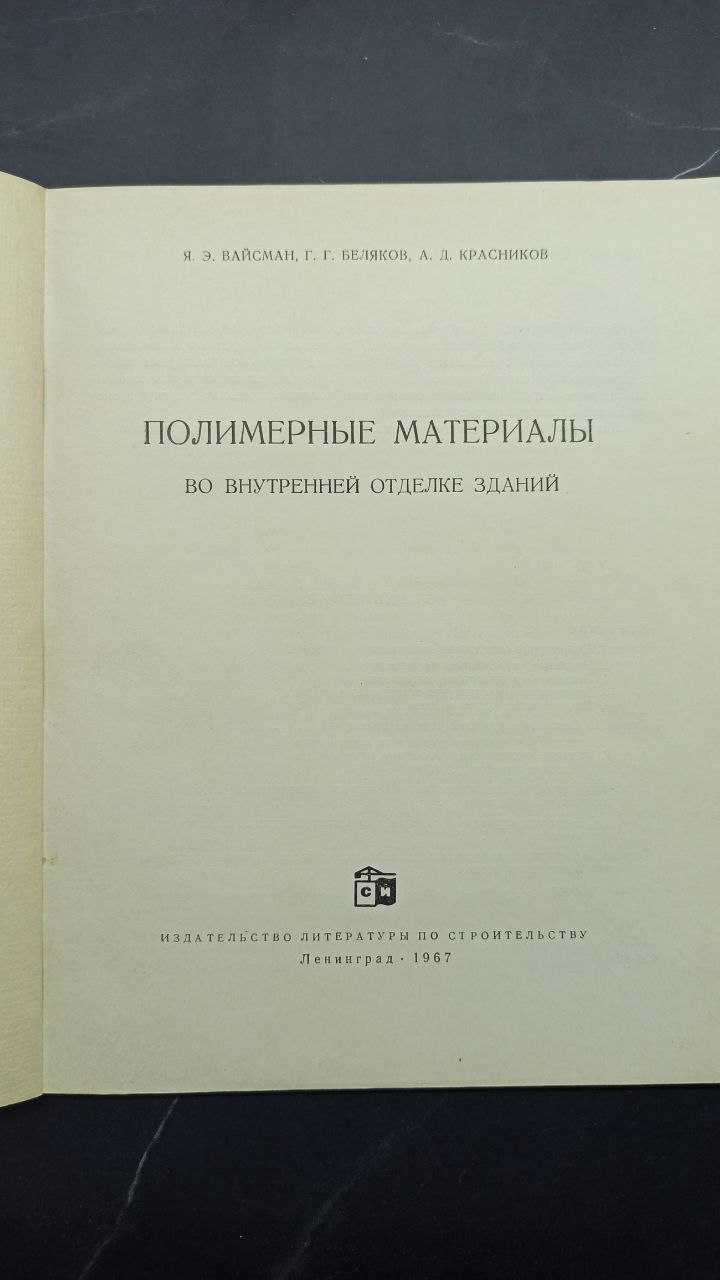 Я. Э. ВАЙСМАН, Г. Г. БЕЛЯКОВ, А. Д. КРАСНИКОВ
ПОЛИМЕРНЫЕ МАТЕРИАЛЫ
ВО ВНУТРЕННЕЙ ОТДЕЛКЕ ЗДАНИЙ
СИ
ИЗДАТЕЛЬСТВО ЛИТЕРАТУРЫ ПО СТРОИТЕЛЬСТВУ
Ленинград · 1967